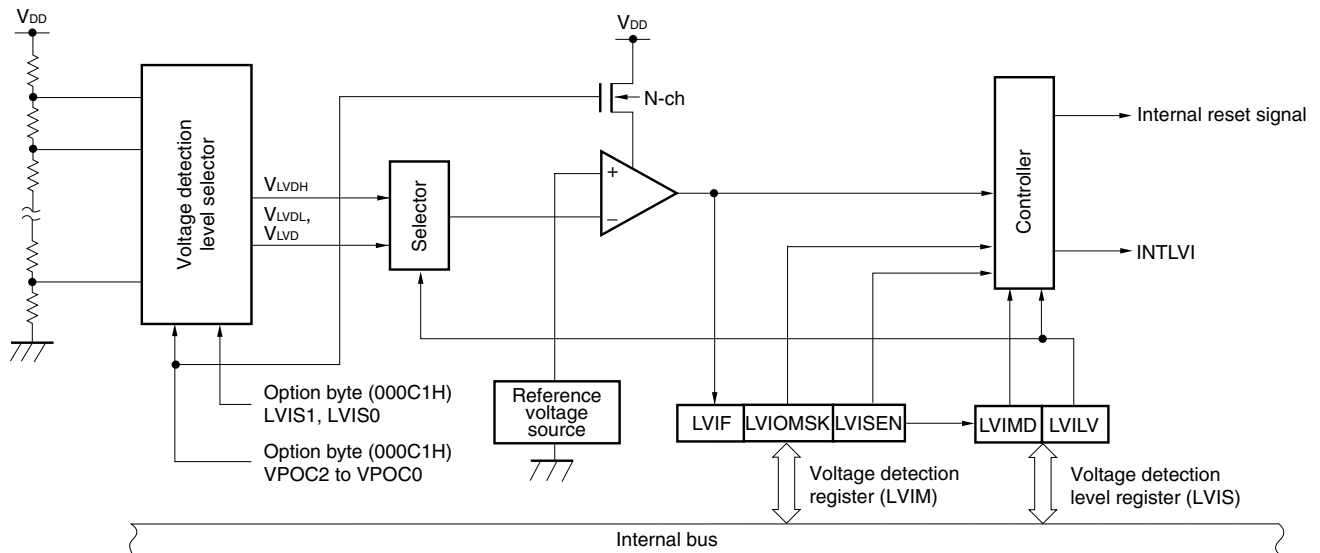 VDD
VDD
N-ch
Voltage detection
level selector
VLVDH
VLVDL,
VLVD
Selector
+
–
Controller
Internal reset signal
INTLVI
Option byte (000C1H)
LVIS1, LVIS0
Option byte (000C1H)
VPOC2 to VPOC0
Reference
voltage
source
LVIF LVIOMSK LVISEN
LVIMD LVILV
Voltage detection
register (LVIM)
Voltage detection
level register (LVIS)
Internal bus